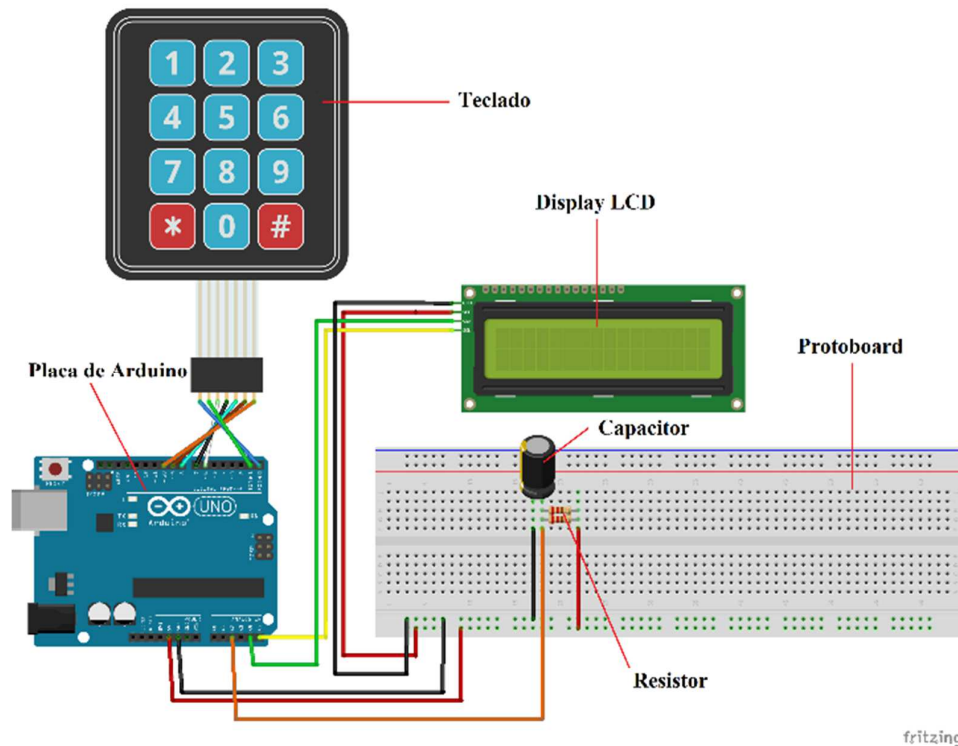 1 2 3
4 5 6
7 8 9
* 0 #
Teclado
Display LCD
Placa de Arduino
Protoboard
Capacitor
UNO
Arduino
Resistor
fritzing